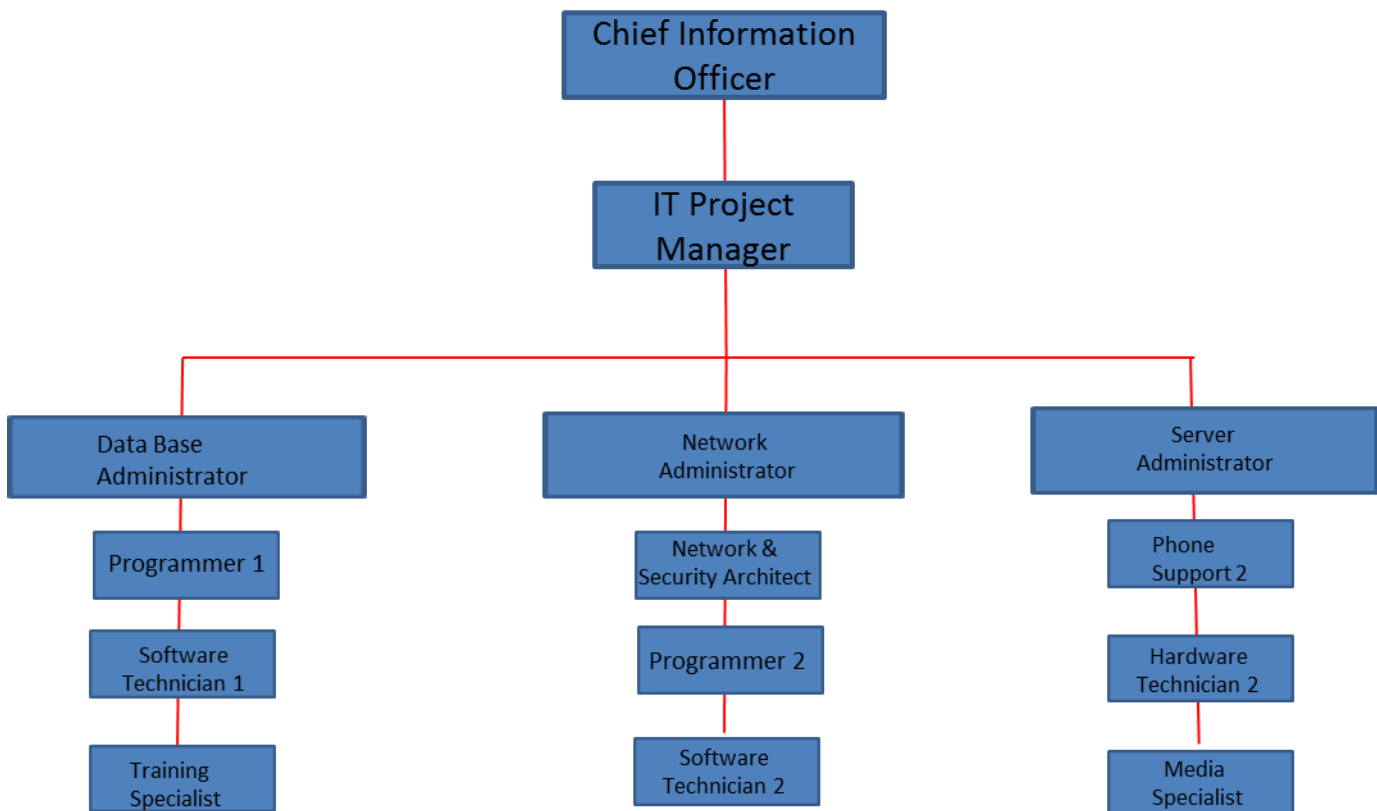 Chief Information
Officer
IT Project
Manager
Data Base
Administrator
Network
Administrator
Server
Administrator
Programmer 1
Network &
Security Architect
Phone
Support 2
Software
Technician 1
Programmer 2
Hardware
Technician 2
Training
Specialist
Software
Technician 2
Media
Specialist